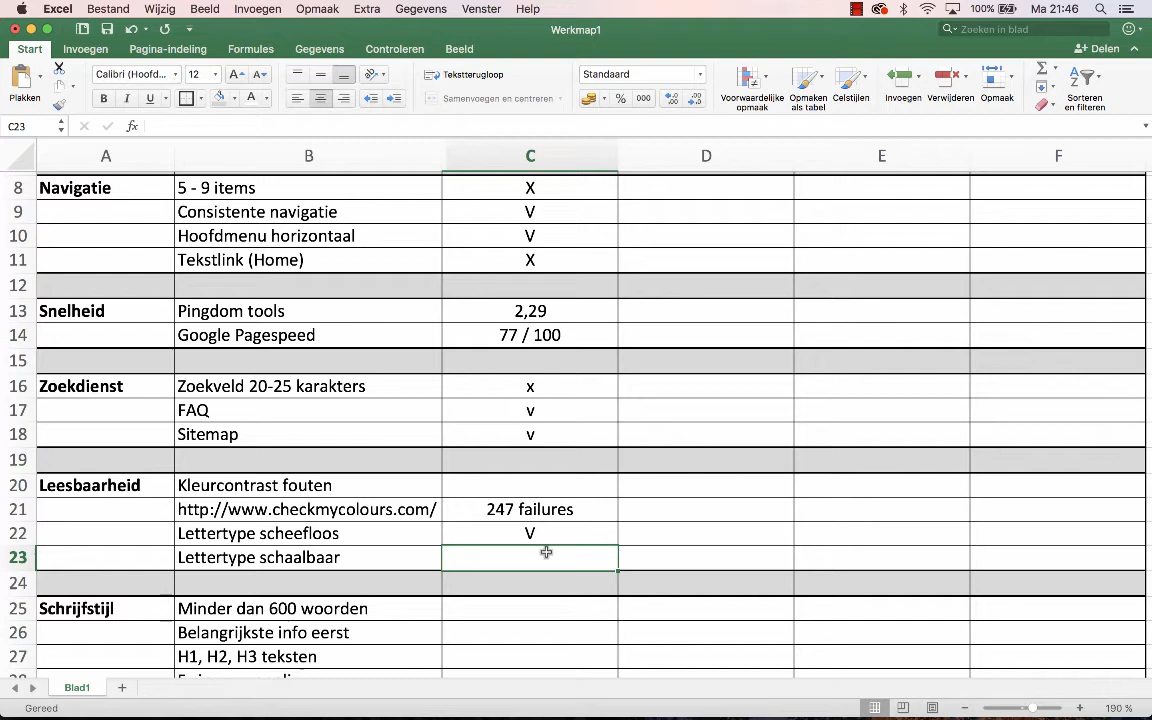 Excel Bestand Wijzig Beeld Invoegen Opmaak Extra Gegevens Venster Help 100% Ma 21:46
Werkmap1
Zoeken in blad
Start Invoegen Pagina-indeling Formules Gegevens Controleren Beeld
Delen
Plakken
Calibri (Hoofd... 12 A A
B I U A
Tekstterugloop
Samenvoegen en centreren
Standaard
% 000
Voorwaardelijke opmaak
Opmaken als tabel
Celstijlen
Invoegen
Verwijderen
Opmaak
Sorteren en filteren
C23 fx
A B C D E F
8 Navigatie 5 - 9 items X
9 Consistente navigatie V
10 Hoofdmenu horizontaal V
11 Tekstlink (Home) X
12
13 Snelheid Pingdom tools 2,29
14 Google Pagespeed 77 / 100
15
16 Zoekdienst Zoekveld 20-25 karakters x
17 FAQ v
18 Sitemap v
19
20 Leesbaarheid Kleurcontrast fouten
21 http://www.checkmycolours.com/ 247 failures
22 Lettertype scheefloos V
23 Lettertype schaalbaar
24
25 Schrijfstijl Minder dan 600 woorden
26 Belangrijkste info eerst
27 H1, H2, H3 teksten
Blad1
Gereed
190 %